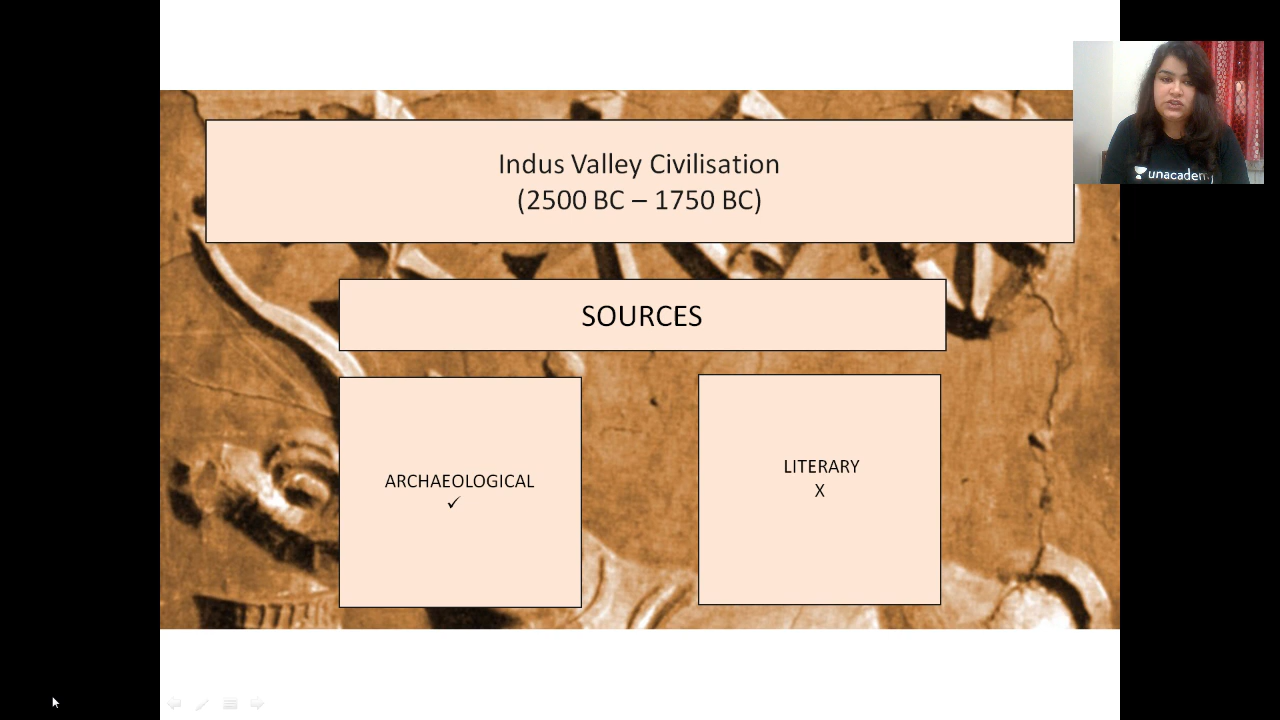 Indus Valley Civilisation
(2500 BC – 1750 BC)
SOURCES
ARCHAEOLOGICAL
✓
LITERARY
X
unacademy